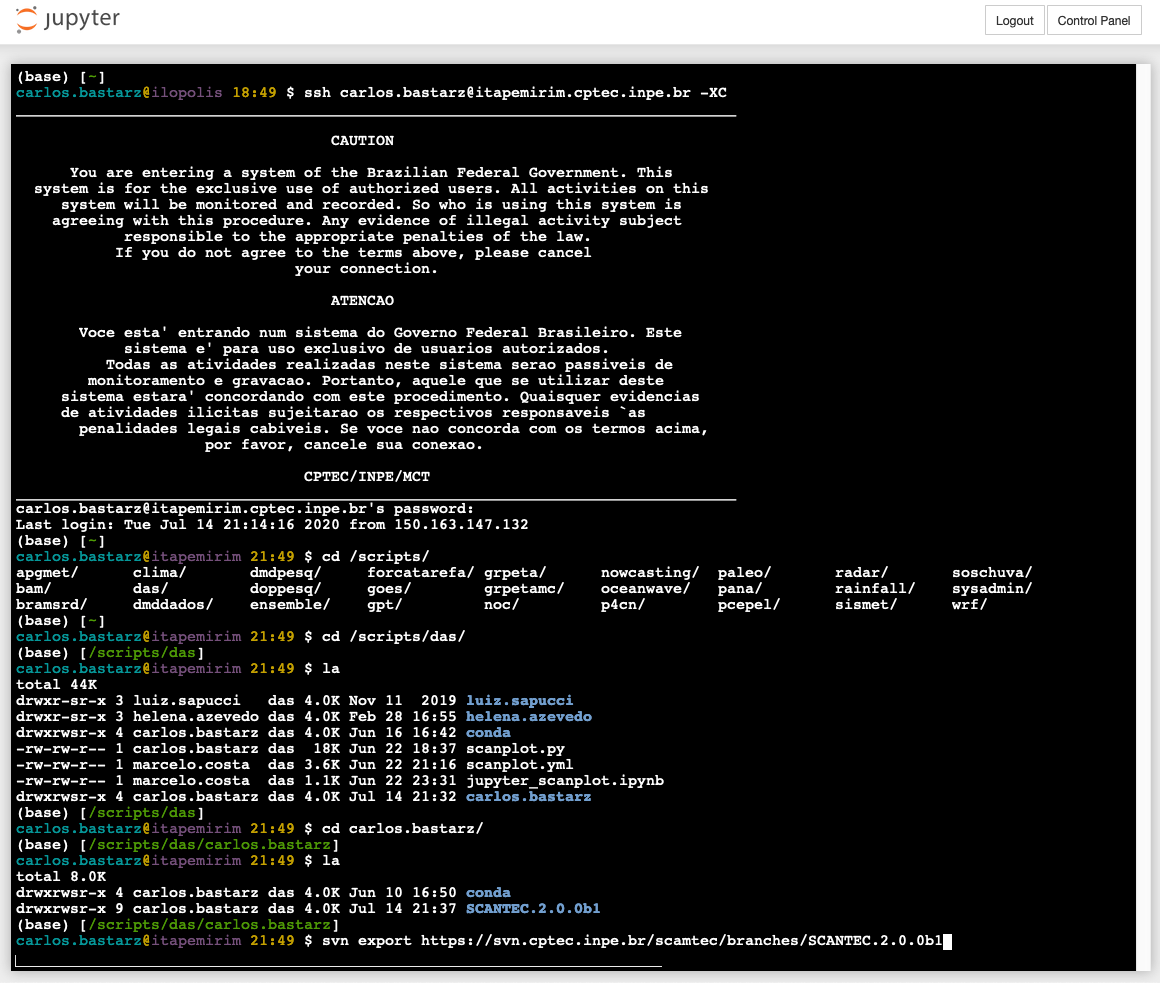 jupyter
Logout
Control Panel
(base) [~]
carlos.bastarz@ilopolis 18:49 $ ssh carlos.bastarz@itapemirim.cptec.inpe.br -XC
CAUTION
You are entering a system of the Brazilian Federal Government. This
system is for the exclusive use of authorized users. All activities on this
system will be monitored and recorded. So who is using this system is
agreeing with this procedure. Any evidence of illegal activity subject
responsible to the appropriate penalties of the law.
If you do not agree to the terms above, please cancel
your connection.
ATENCAO
Voce esta' entrando num sistema do Governo Federal Brasileiro. Este
sistema e' para uso exclusivo de usuarios autorizados.
Todas as atividades realizadas neste sistema serao passiveis de
monitoramento e gravacao. Portanto, aquele que se utilizar deste
sistema estara' concordando com este procedimento. Quaisquer evidencias
de atividades ilicitas sujeitarao os respectivos responsaveis `as
penalidades legais cabiveis. Se voce nao concorda com os termos acima,
por favor, cancele sua conexao.
CPTEC/INPE/MCT
carlos.bastarz@itapemirim.cptec.inpe.br's password:
Last login: Tue Jul 14 21:14:16 2020 from 150.163.147.132
(base) [~]
carlos.bastarz@itapemirim 21:49 $ cd /scripts/
apgmet/ clima/ dmdpesq/ forcatarefa/ grpeta/ nowcasting/ paleo/ radar/ soschuva/
bam/ das/ doppesq/ goes/ grpetamc/ oceanwave/ pana/ rainfall/ sysadmin/
bramsrd/ dmddados/ ensemble/ gpt/ noc/ p4cn/ pcepel/ sismet/ wrf/
(base) [~]
carlos.bastarz@itapemirim 21:49 $ cd /scripts/das/
(base) [/scripts/das]
carlos.bastarz@itapemirim 21:49 $ la
total 44K
drwxr-sr-x 3 luiz.sapucci das 4.0K Nov 11 2019 luiz.sapucci
drwxr-sr-x 3 helena.azevedo das 4.0K Feb 28 16:55 helena.azevedo
drwxrwsr-x 4 carlos.bastarz das 4.0K Jun 16 16:42 conda
-rw-rw-r-- 1 carlos.bastarz das 18K Jun 22 18:37 scanplot.py
-rw-rw-r-- 1 marcelo.costa das 3.6K Jun 22 21:16 scanplot.yml
-rw-rw-r-- 1 marcelo.costa das 1.1K Jun 22 23:31 jupyter_scanplot.ipynb
drwxrwsr-x 4 carlos.bastarz das 4.0K Jul 14 21:32 carlos.bastarz
(base) [/scripts/das]
carlos.bastarz@itapemirim 21:49 $ cd carlos.bastarz/
(base) [/scripts/das/carlos.bastarz]
carlos.bastarz@itapemirim 21:49 $ la
total 8.0K
drwxrwsr-x 4 carlos.bastarz das 4.0K Jun 10 16:50 conda
drwxrwsr-x 9 carlos.bastarz das 4.0K Jul 14 21:37 SCANTEC.2.0.0b1
(base) [/scripts/das/carlos.bastarz]
carlos.bastarz@itapemirim 21:49 $ svn export https://svn.cptec.inpe.br/scamtec/branches/SCANTEC.2.0.0b1